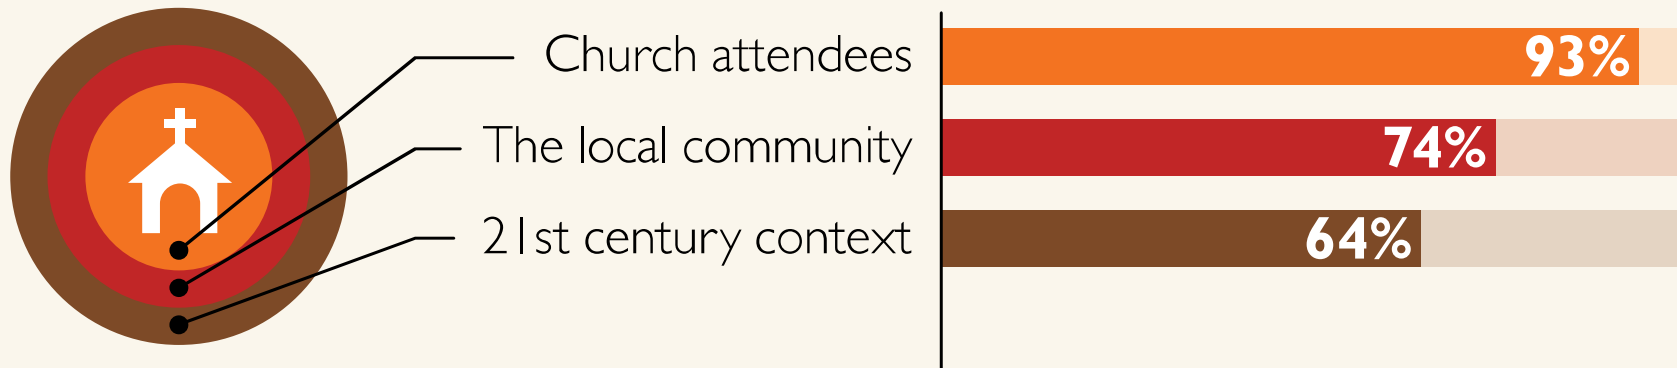 Church attendees 93%
The local community 74%
21st century context 64%